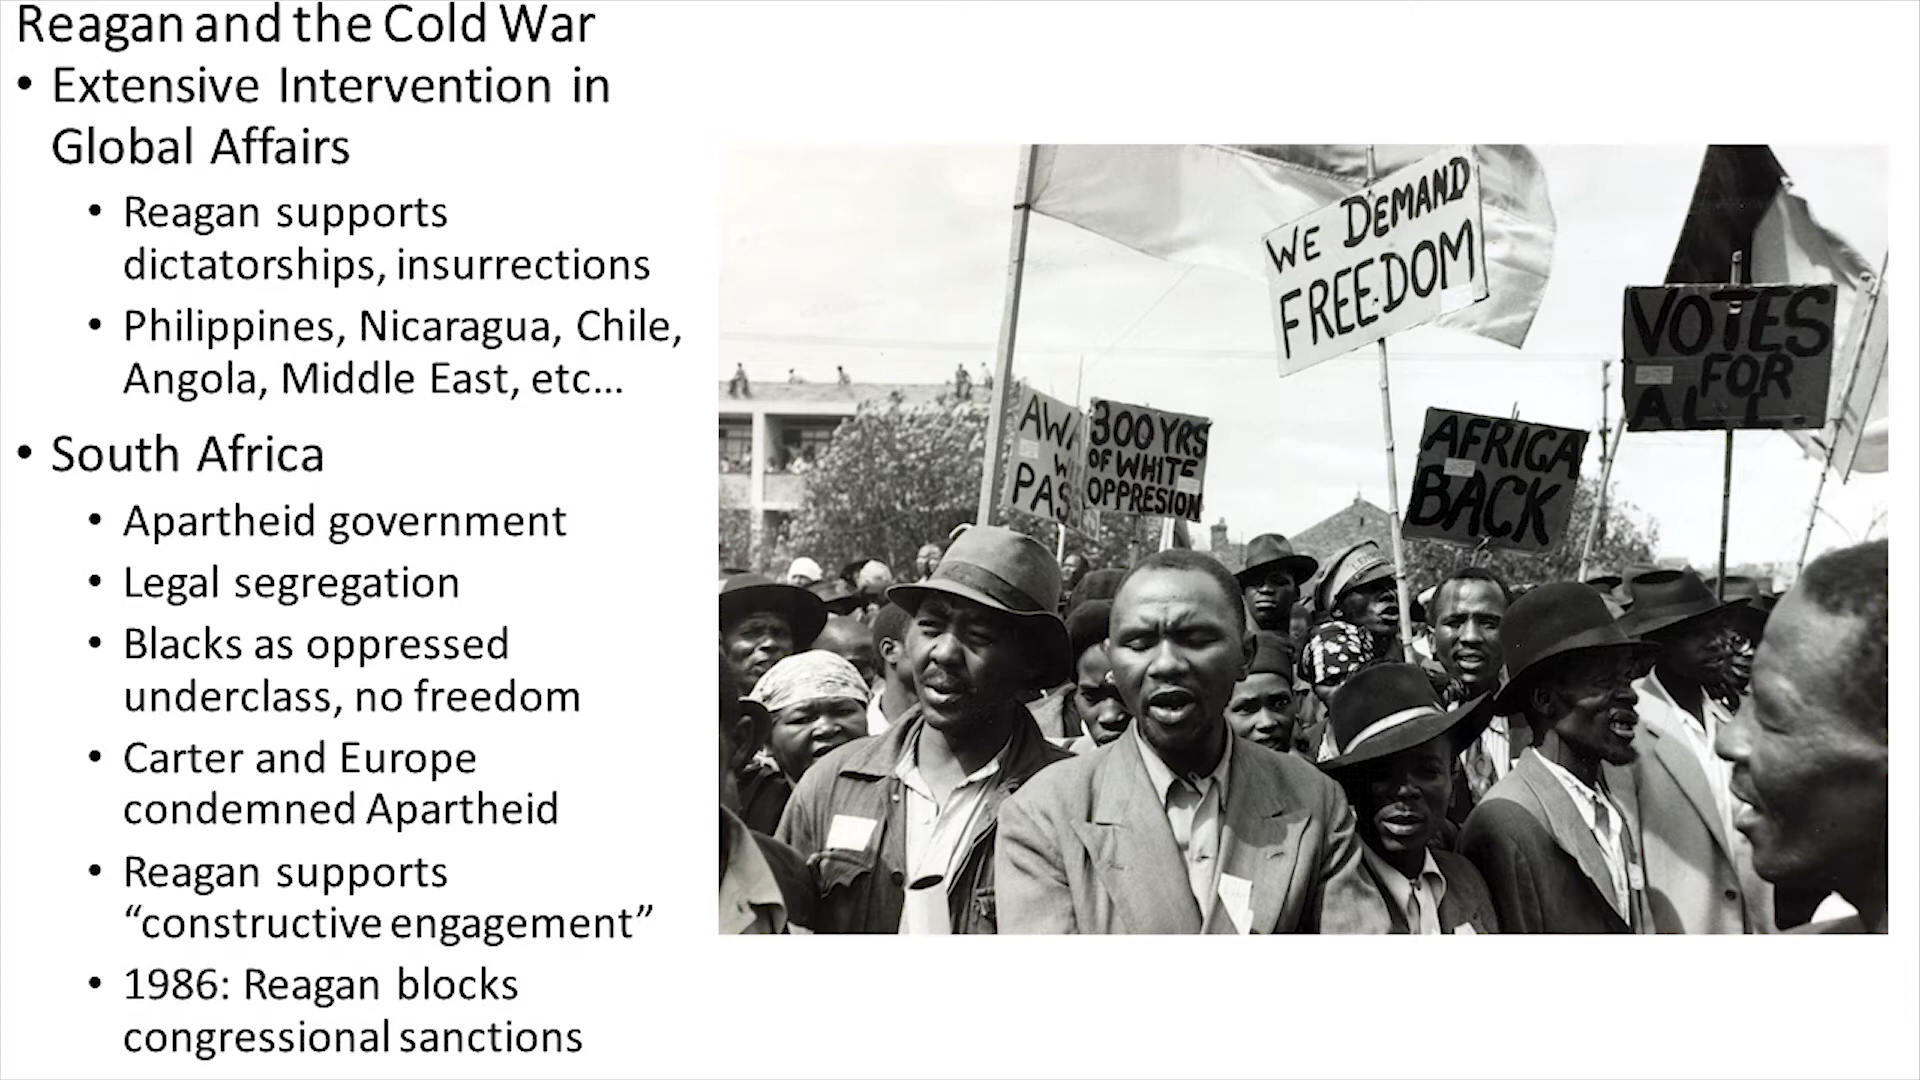 Reagan and the Cold War
• Extensive Intervention in
Global Affairs
• Reagan supports
dictatorships, insurrections
• Philippines, Nicaragua, Chile,
Angola, Middle East, etc...
• South Africa
• Apartheid government
• Legal segregation
• Blacks as oppressed
underclass, no freedom
• Carter and Europe
condemned Apartheid
• Reagan supports
“constructive engagement”
• 1986: Reagan blocks
congressional sanctions
WE DEMAND
FREEDOM
VOTES
FOR
ALL
300 YRS
OF WHITE
OPPRESION
AFRICA
BACK